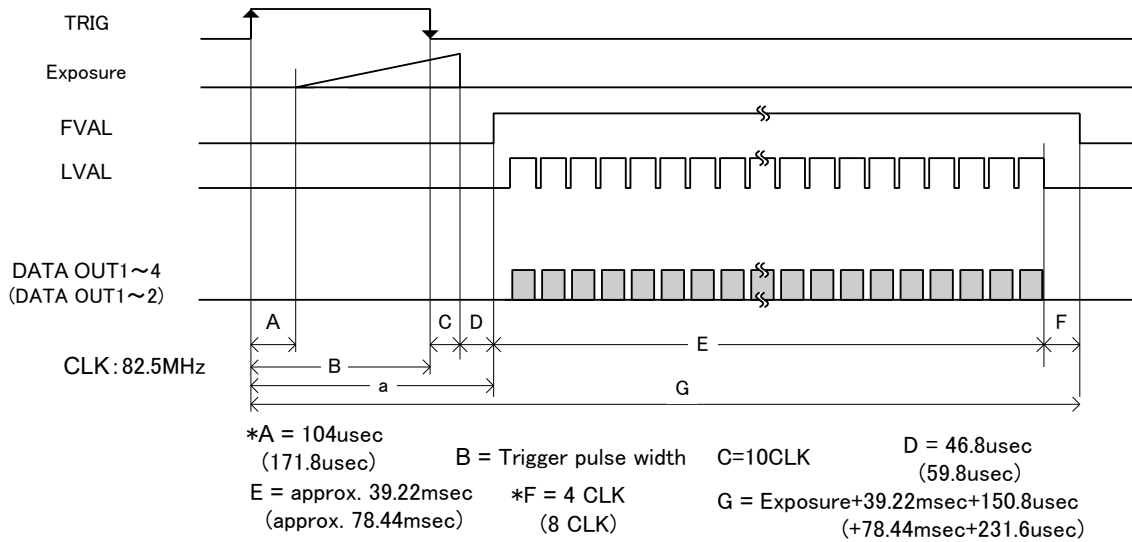 TRIG
Exposure
FVAL
LVAL
DATA OUT1~4
(DATA OUT1~2)
A
C
D
F
B
E
CLK:82.5MHz
a
G
*A = 104usec
(171.8usec)
B = Trigger pulse width
C=10CLK
D = 46.8usec
(59.8usec)
E = approx. 39.22msec
(approx. 78.44msec)
*F = 4 CLK
(8 CLK)
G = Exposure+39.22msec+150.8usec
(+78.44msec+231.6usec)